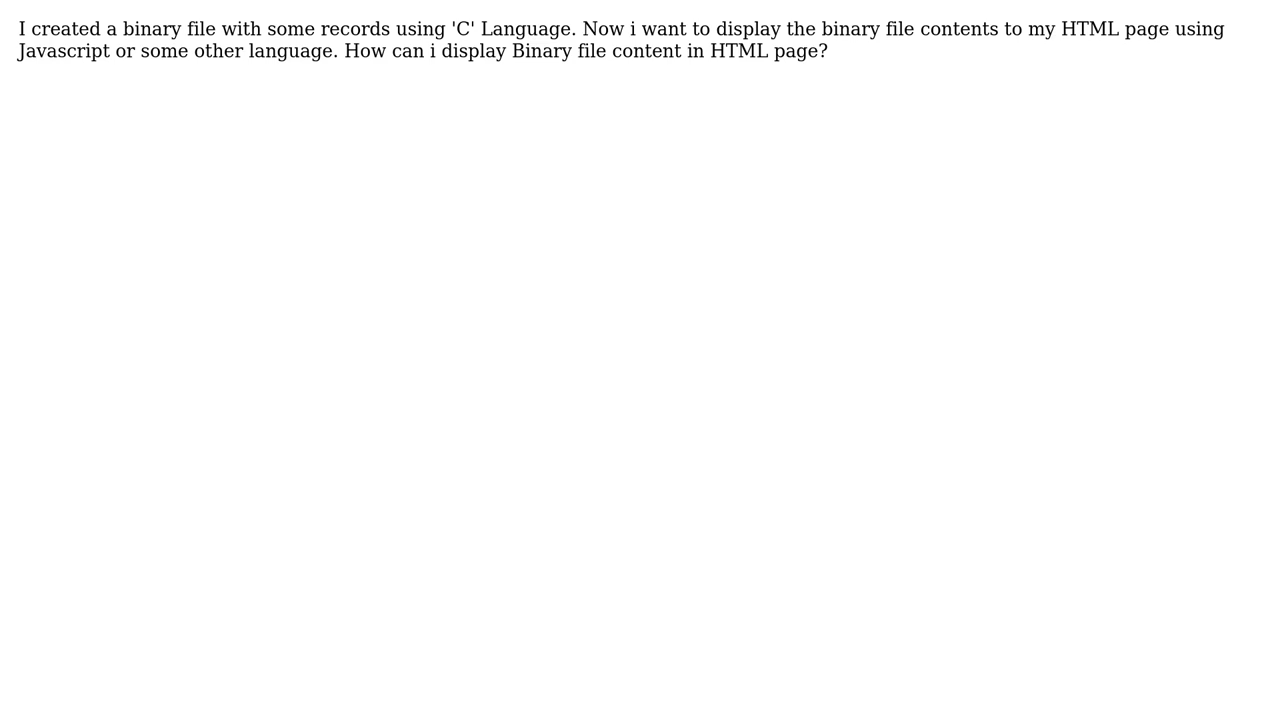 I created a binary file with some records using 'C' Language. Now i want to display the binary file contents to my HTML page using
Javascript or some other language. How can i display Binary file content in HTML page?